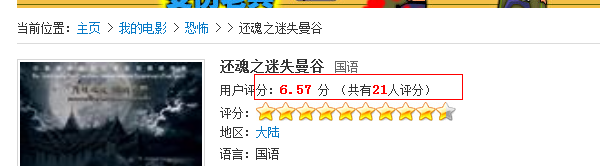 当前位置：主页 > 我的电影 > 恐怖 > > 还魂之迷失曼谷
还魂之迷失曼谷 国语
用户评分：6.57 分 （共有21人评分）
评分：
地区：大陆
语言：国语